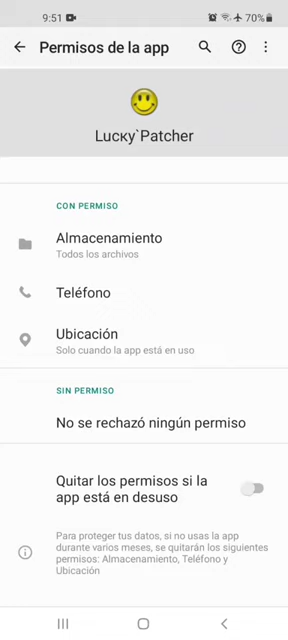 9:51
70%
Permisos de la app
Lucкy`Patcher
CON PERMISO
Almacenamiento
Todos los archivos
Teléfono
Ubicación
Solo cuando la app está en uso
SIN PERMISO
No se rechazó ningún permiso
Quitar los permisos si la
app está en desuso
Para proteger tus datos, si no usas la app
durante varios meses, se quitarán los siguientes
permisos: Almacenamiento, Teléfono y
Ubicación